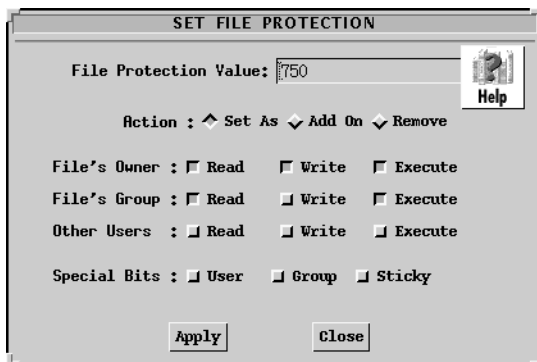 SET FILE PROTECTION
File Protection Value: 750
Help
Action : Set As Add On Remove
File's Owner : Read Write Execute
File's Group : Read Write Execute
Other Users : Read Write Execute
Special Bits : User Group Sticky
Apply Close